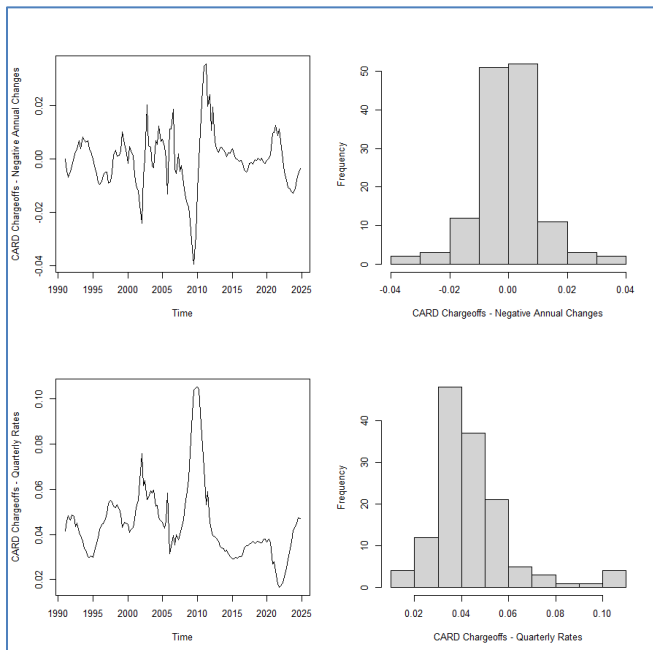 CARD Chargeoffs - Negative Annual Changes
0.02
0.00
-0.02
-0.04
1990 1995 2000 2005 2010 2015 2020 2025
Time
Frequency
50
40
30
20
10
0
-0.04 -0.02 0.00 0.02 0.04
CARD Chargeoffs - Negative Annual Changes
CARD Chargeoffs - Quarterly Rates
0.10
0.08
0.06
0.04
0.02
1990 1995 2000 2005 2010 2015 2020 2025
Time
Frequency
40
30
20
10
0
0.02 0.04 0.06 0.08 0.10
CARD Chargeoffs - Quarterly Rates